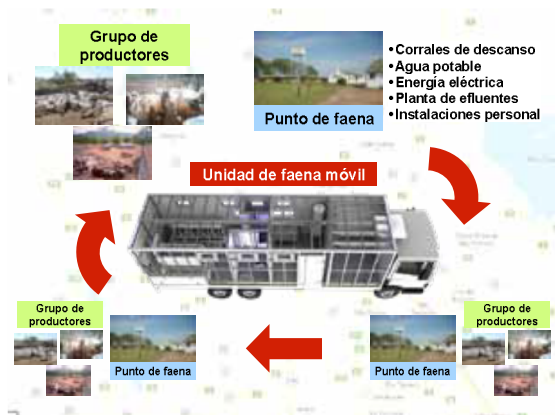 Grupo de
productores
• Corrales de descanso
• Agua potable
• Energía eléctrica
• Planta de efluentes
• Instalaciones personal
Punto de faena
Unidad de faena móvil
Grupo de
productores
Punto de faena
Grupo de
productores
Punto de faena